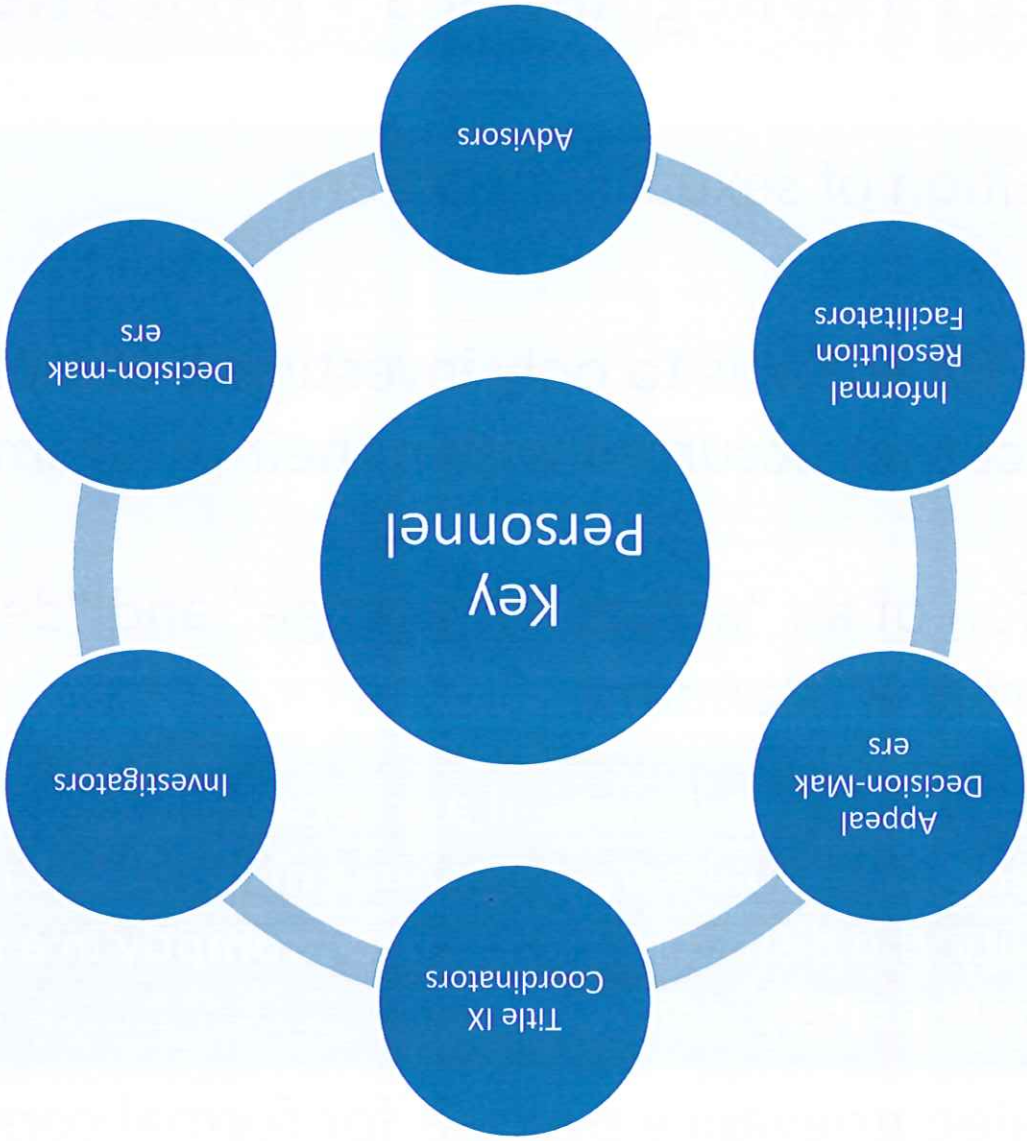 Key
Personnel
Title IX
Coordinators
Investigators
Decision-mak
ers
Advisors
Informal
Resolution
Facilitators
Appeal
Decision-Mak
ers